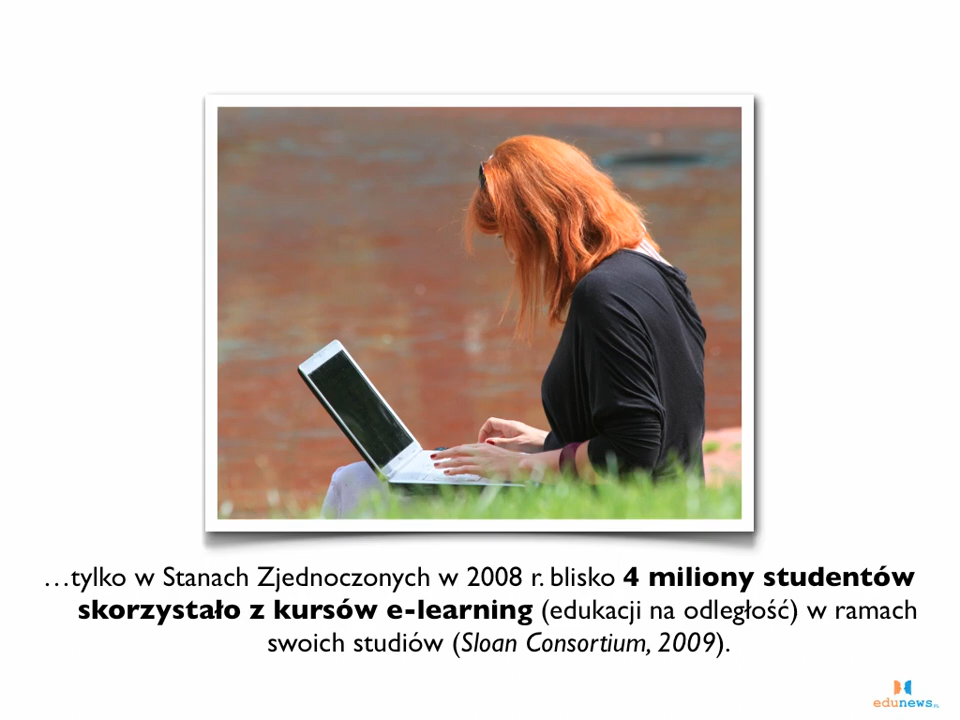 …tylko w Stanach Zjednoczonych w 2008 r. blisko 4 miliony studentów
skorzystało z kursów e-learning (edukacji na odległość) w ramach
swoich studiów (Sloan Consortium, 2009).
edunews.pl